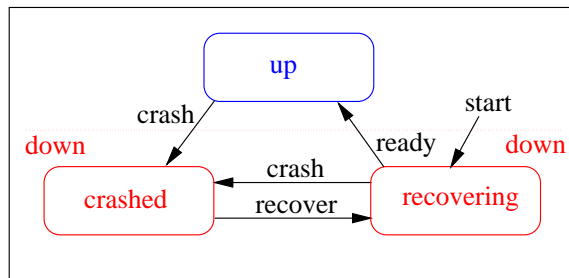 up
start
crash
down
ready
down
crash
crashed
recovering
recover